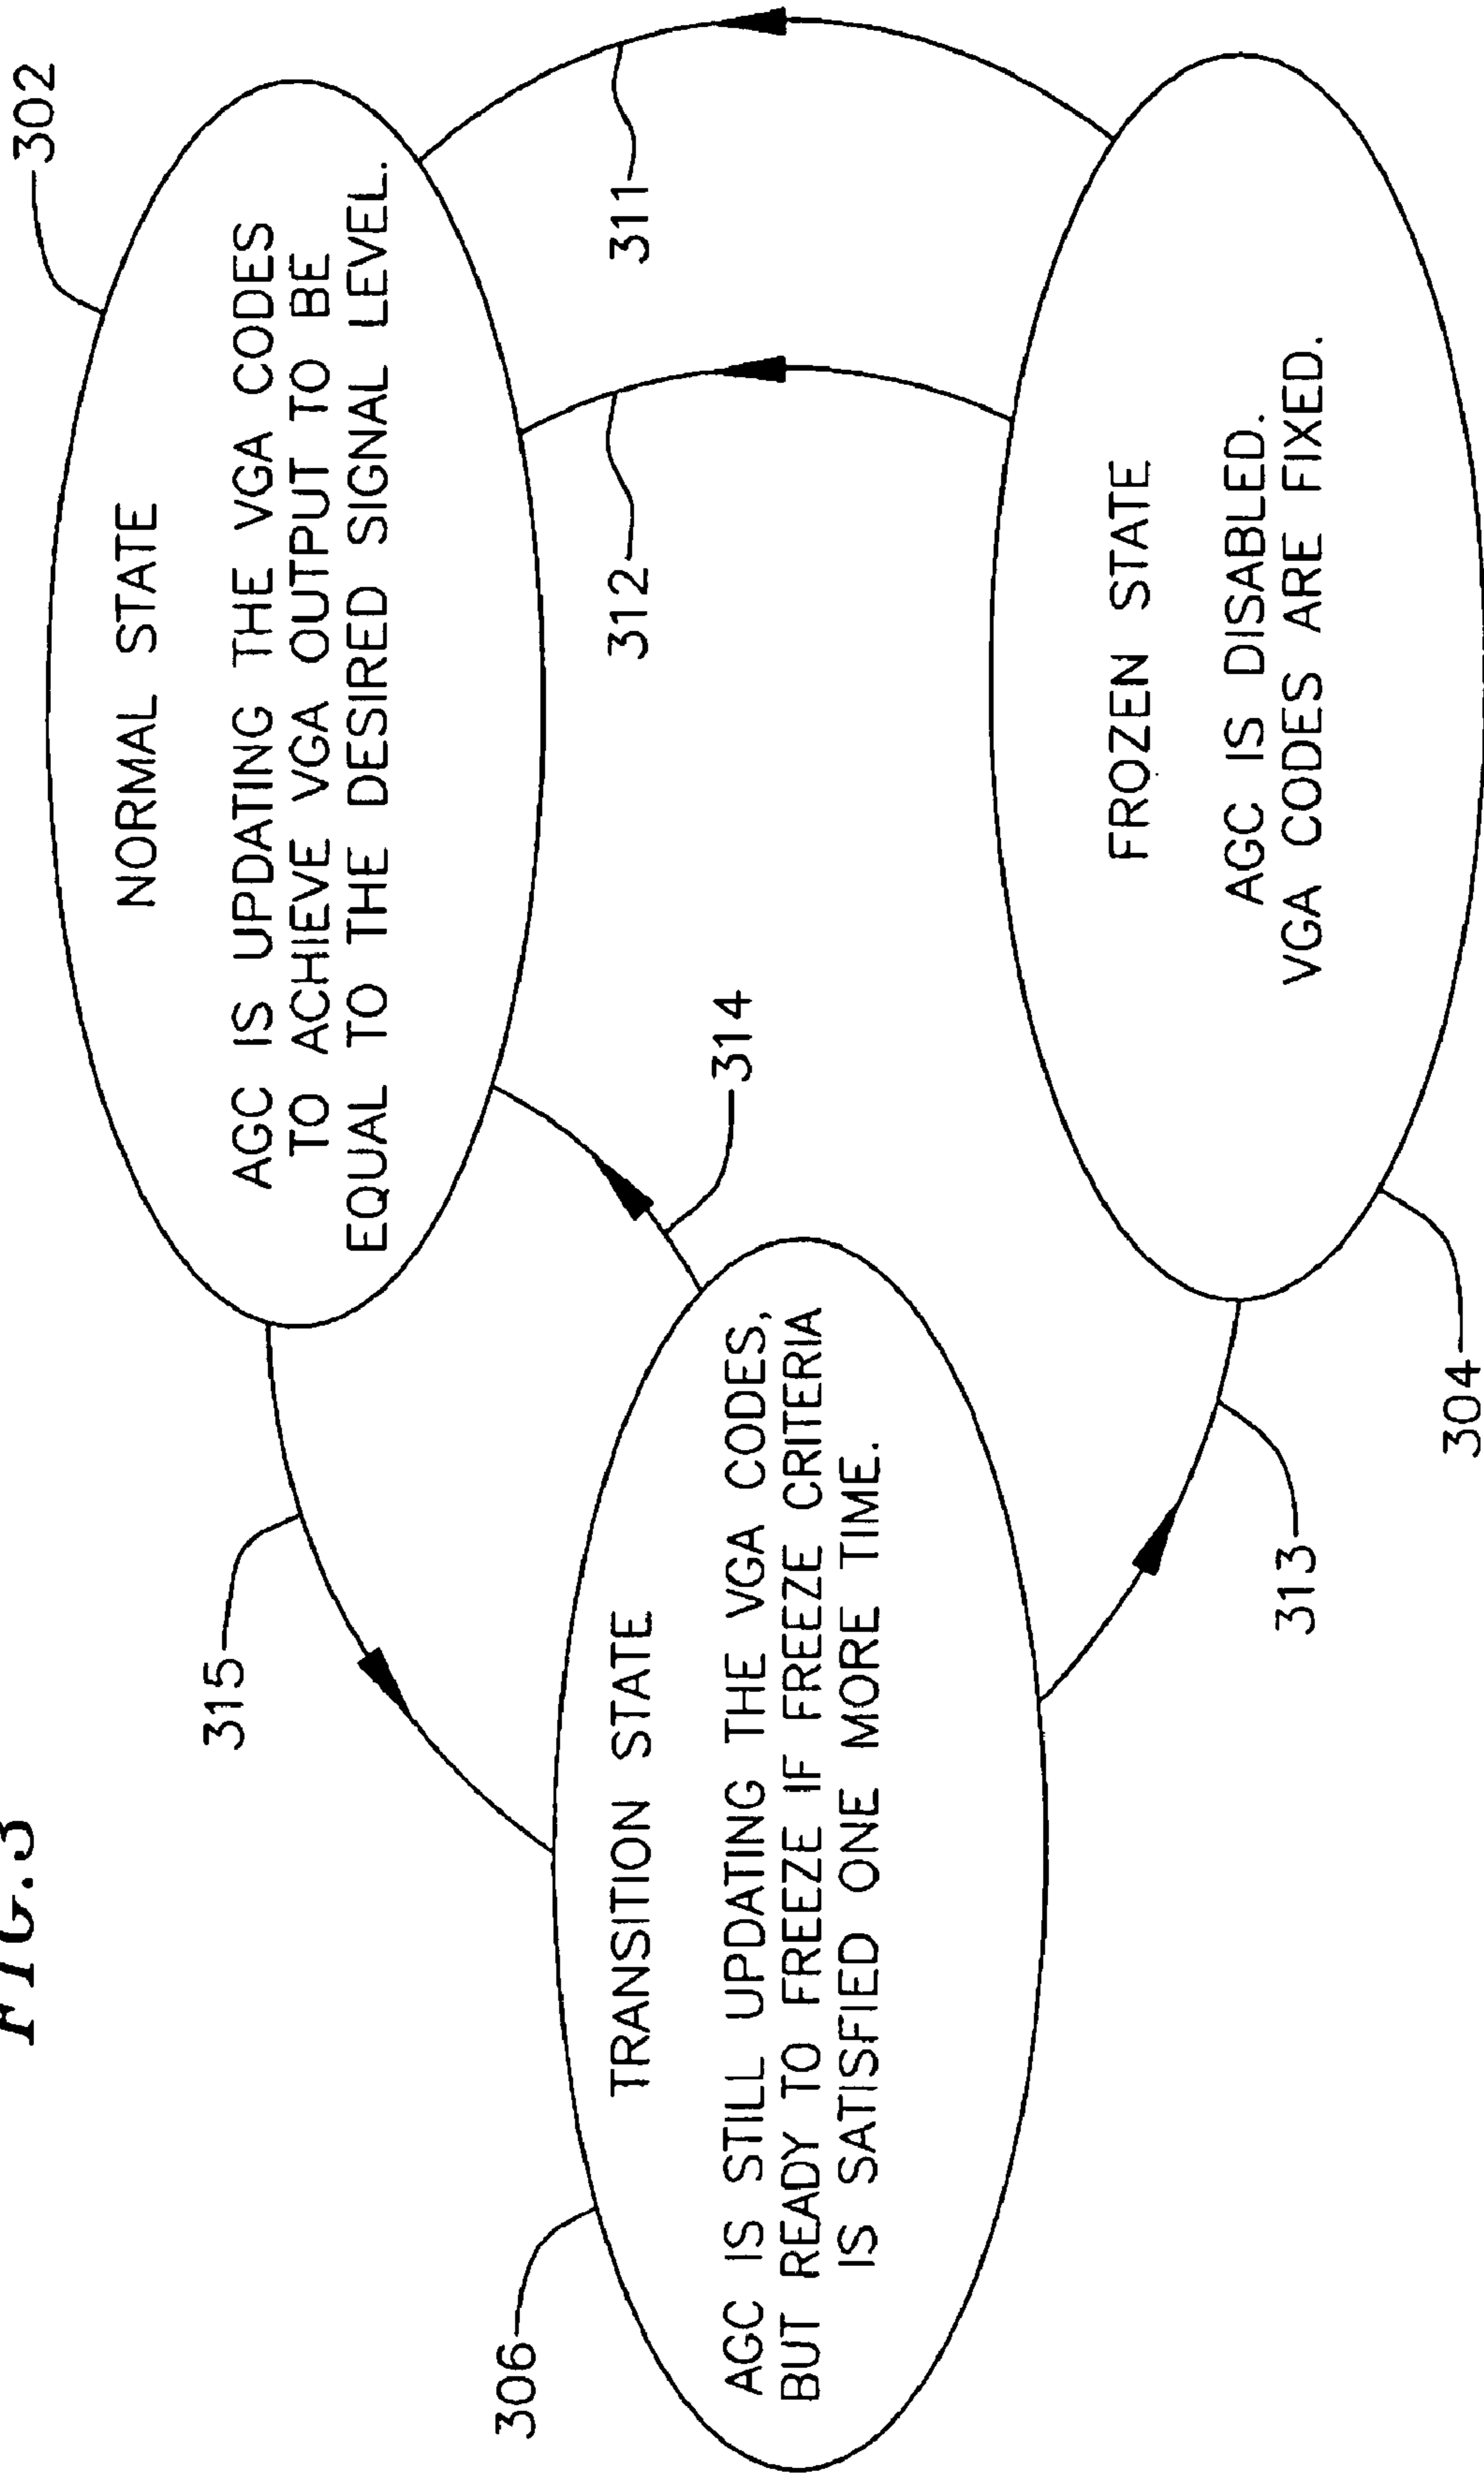 FIG.3
302
NORMAL STATE
AGC IS UPDATING THE VGA CODES
TO ACHIEVE VGA OUTPUT TO BE
EQUAL TO THE DESIRED SIGNAL LEVEL.
315
314
312
311
306
TRANSITION STATE
AGC IS STILL UPDATING THE VGA CODES,
BUT READY TO FREEZE IF FREEZE CRITERIA
IS SATISFIED ONE MORE TIME.
FROZEN STATE
AGC IS DISABLED.
VGA CODES ARE FIXED.
313
304